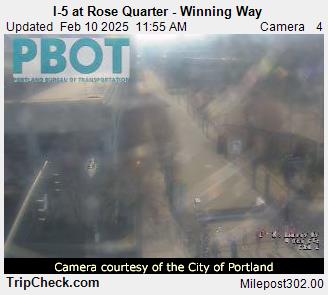 I-5 at Rose Quarter - Winning Way
Updated Feb 10 2025 11:55 AM Camera 4
PBOT
PORTLAND BUREAU OF TRANSPORTATION
Camera courtesy of the City of Portland
TripCheck.com Milepost302.00